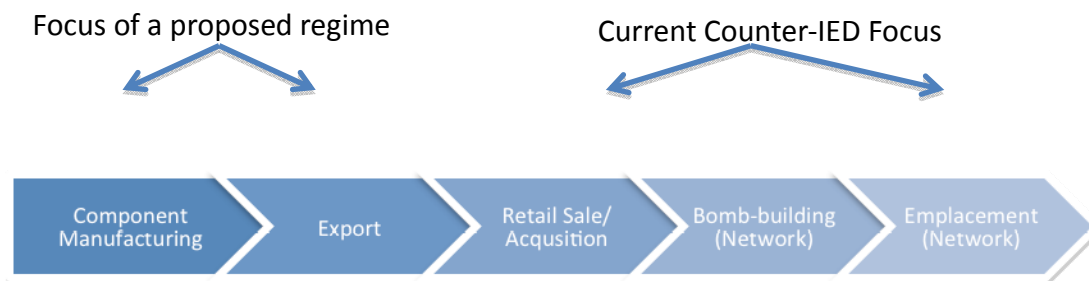 Focus of a proposed regime
Current Counter-IED Focus
Component
Manufacturing
Export
Retail Sale/
Acqusition
Bomb-building
(Network)
Emplacement
(Network)